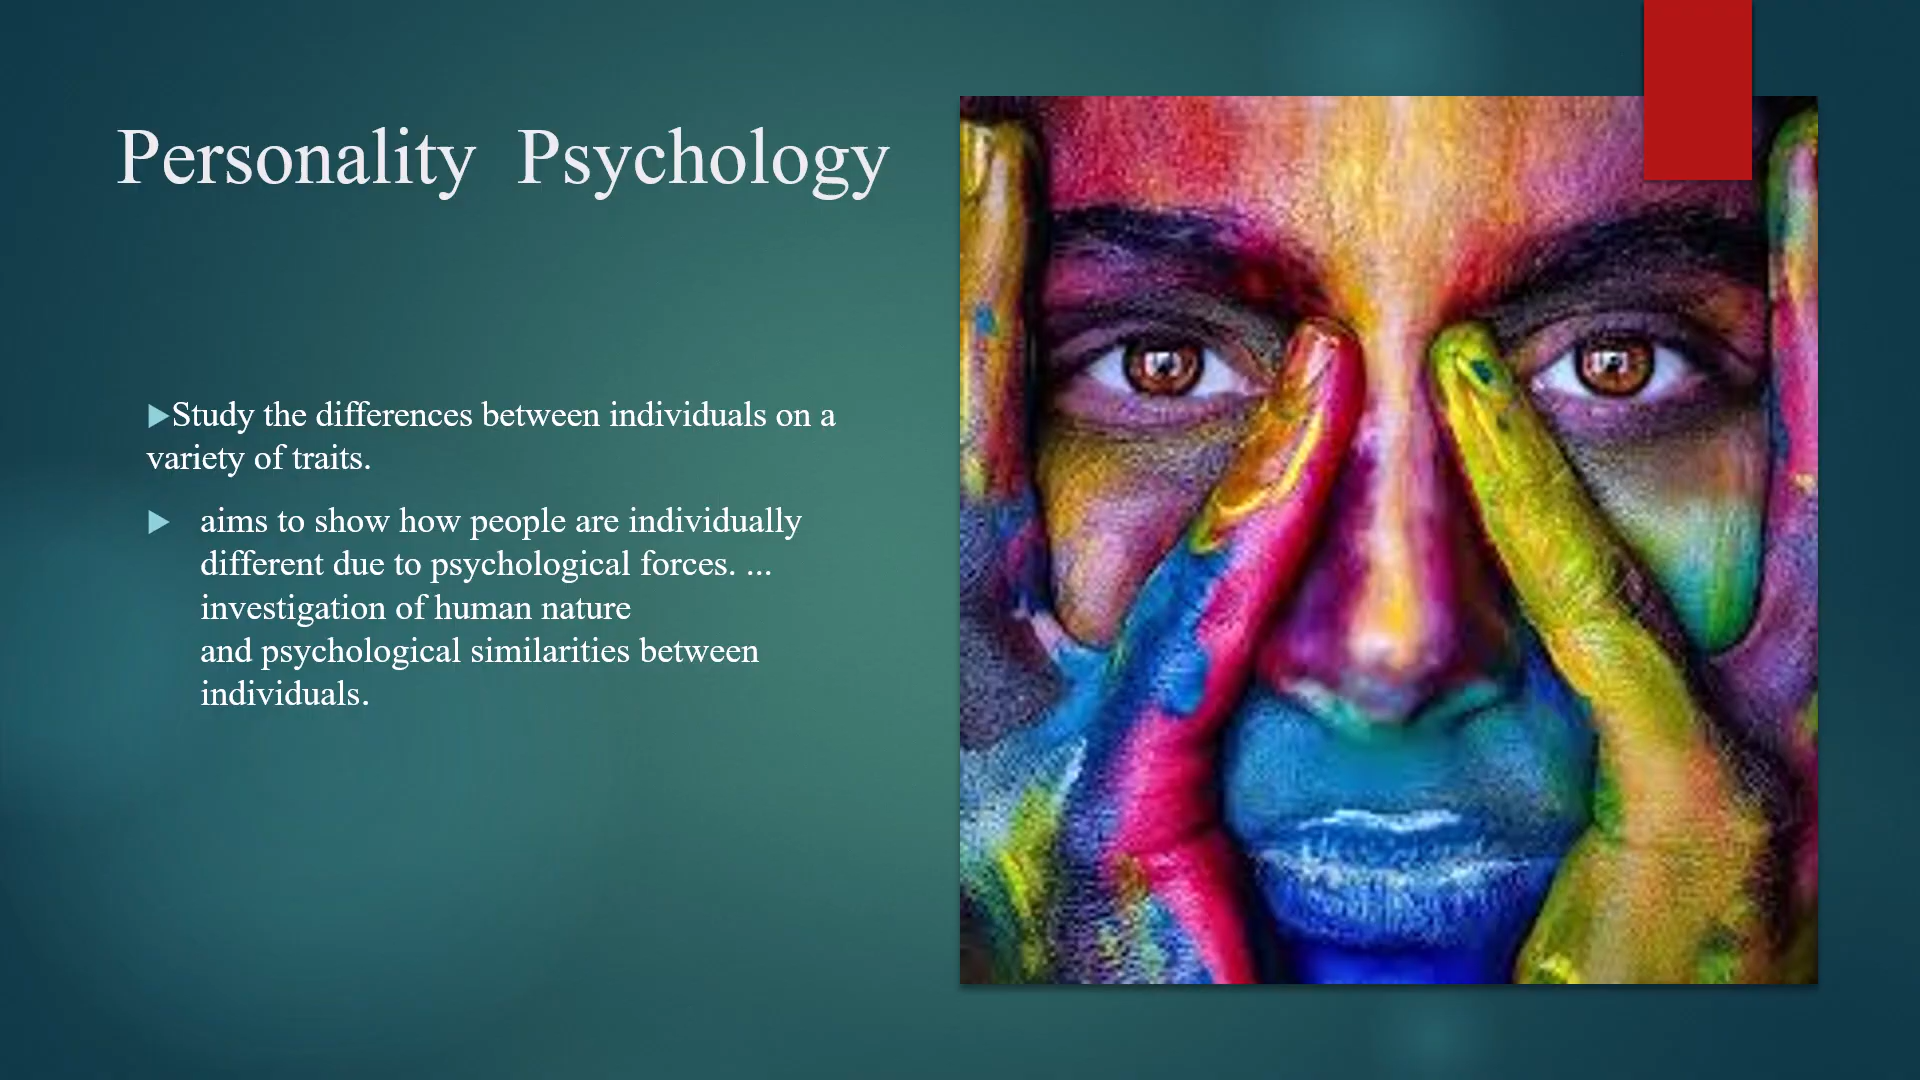 Personality  Psychology
Study the differences between individuals on a
variety of traits.
aims to show how people are individually
different due to psychological forces. ...
investigation of human nature
and psychological similarities between
individuals.